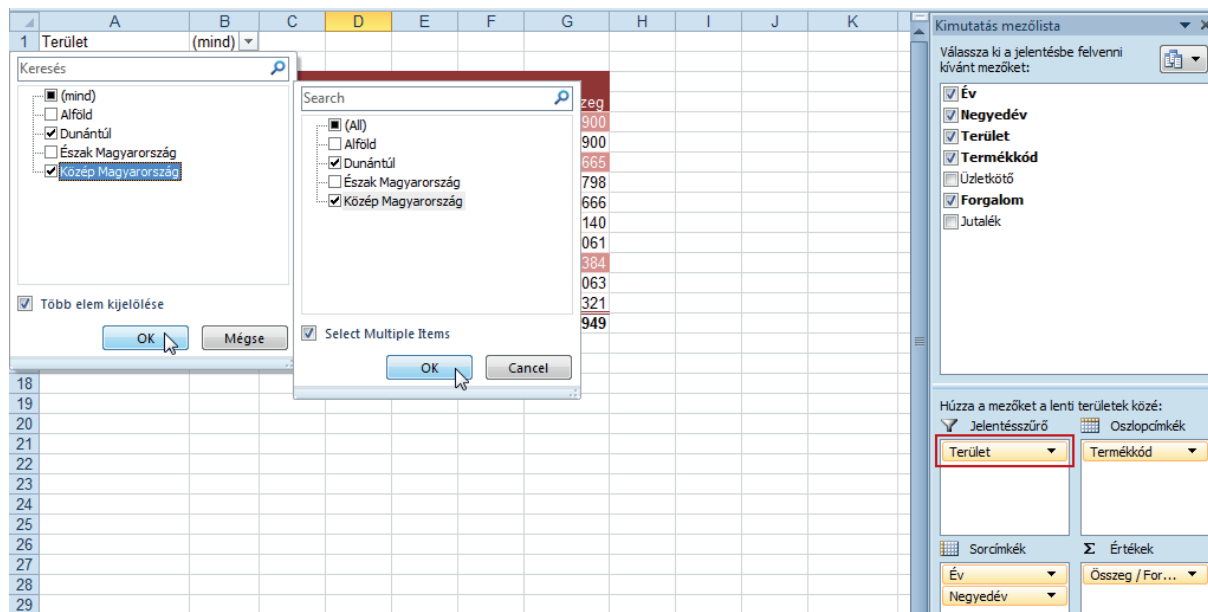 A B C D E F G H I J K
1 Terület (mind)
Keresés
(mind)
Alföld
Dunántúl
Észak Magyarország
Közép Magyarország
Több elem kijelölése
OK Mégse
Search
(All)
Alföld
Dunántúl
Észak Magyarország
Közép Magyarország
Select Multiple Items
OK Cancel
zeg
900
900
665
798
666
140
061
384
063
321
949
18
19
20
21
22
23
24
25
26
27
28
29
Kimutatás mezőlista
Válassza ki a jelentésbe felvenni
kívánt mezőket:
Év
Negyedév
Terület
Termékkód
Üzletkötő
Forgalom
Jutalék
Húzza a mezőket a lenti területek közé:
Jelentésszűrő Oszlopcímkék
Terület Termékkód
Sorcímkék Σ Értékek
Év Összeg / For...
Negyedév